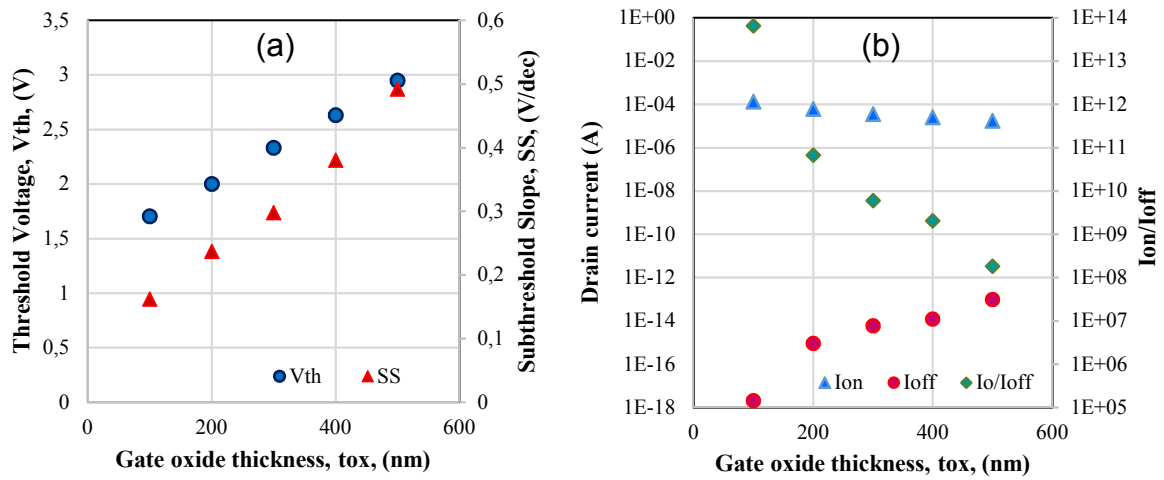 (a)
Threshold Voltage, Vth, (V)
3,5
3
2,5
2
1,5
1
0,5
0
0,6
0,5
0,4
0,3
0,2
0,1
0
Subthreshold Slope, SS, (V/dec)
Vth
SS
0
200
400
600
Gate oxide thickness, tox, (nm)
(b)
Drain current (A)
1E+00
1E-02
1E-04
1E-06
1E-08
1E-10
1E-12
1E-14
1E-16
1E-18
1E+14
1E+13
1E+12
1E+11
1E+10
1E+09
1E+08
1E+07
1E+06
1E+05
Ion/Ioff
Ion
Ioff
Io/Ioff
0
200
400
600
Gate oxide thickness, tox, (nm)